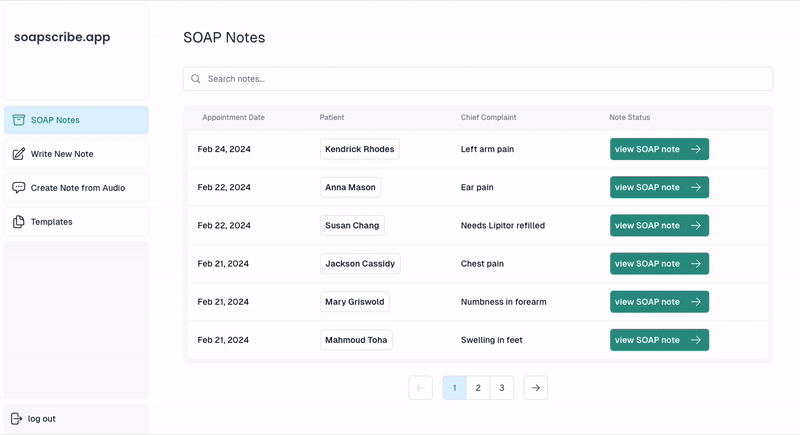 soapscribe.app
SOAP Notes
Write New Note
Create Note from Audio
Templates
log out
SOAP Notes
Search notes...
Appointment Date Patient Chief Complaint Note Status
Feb 24, 2024 Kendrick Rhodes Left arm pain view SOAP note
Feb 22, 2024 Anna Mason Ear pain view SOAP note
Feb 22, 2024 Susan Chang Needs Lipitor refilled view SOAP note
Feb 21, 2024 Jackson Cassidy Chest pain view SOAP note
Feb 21, 2024 Mary Griswold Numbness in forearm view SOAP note
Feb 21, 2024 Mahmoud Toha Swelling in feet view SOAP note
1 2 3